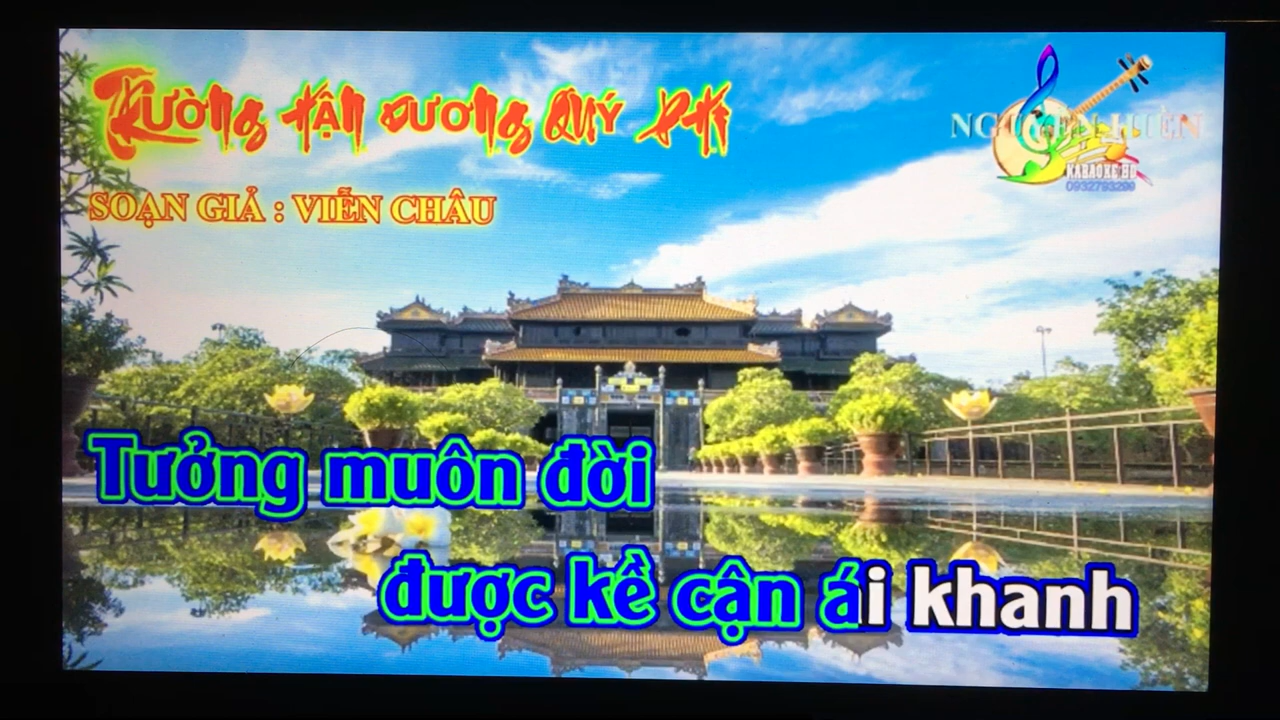 TRƯỜNG HẬN DƯƠNG QUÝ PHI
SOẠN GIẢ : VIỄN CHÂU
NGUYỄN HIỀN
KARAOKE HD
0932793299
Tưởng muôn đời
được kề cận ái khanh